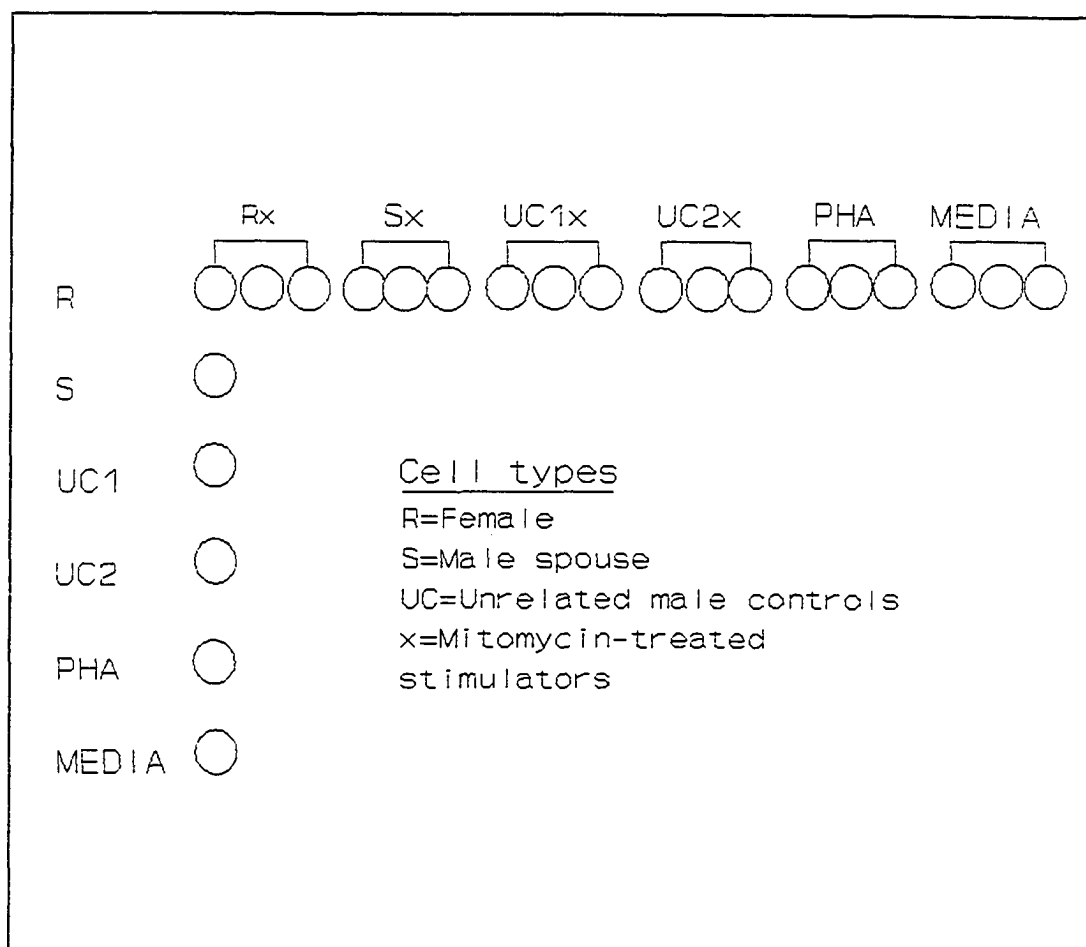 Rx Sx UC1x UC2x PHA MEDIA
R
S
UC1
UC2
PHA
MEDIA
Cell types
R=Female
S=Male spouse
UC=Unrelated male controls
x=Mitomycin-treated
stimulators